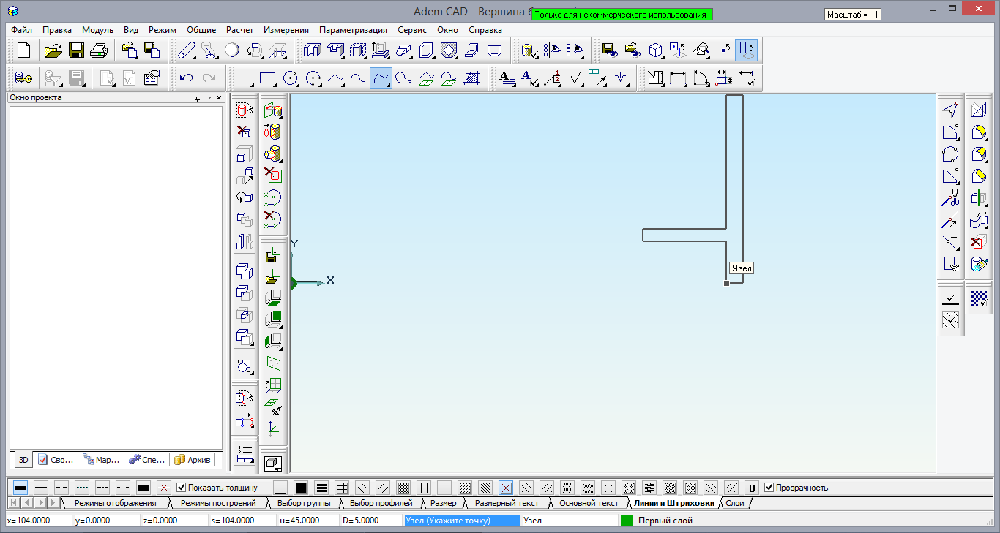 Adem CAD - Вершина б
Только для некоммерческого использования !
Масштаб =1:1
Файл Правка Модуль Вид Режим Общие Расчет Измерения Параметризация Сервис Окно Справка
Окно проекта
Y
X
Узел
3D Сво... Мар... Спе... Архив
Показать толщину
U
Прозрачность
Режимы отображения Режимы построений Выбор группы Выбор профилей Размер Размерный текст Основной текст Линии и Штриховки Слои
x=104.0000 y=0.0000 z=0.0000 s=104.0000 u=45.0000 D=5.0000 Узел (Укажите точку) Узел Первый слой